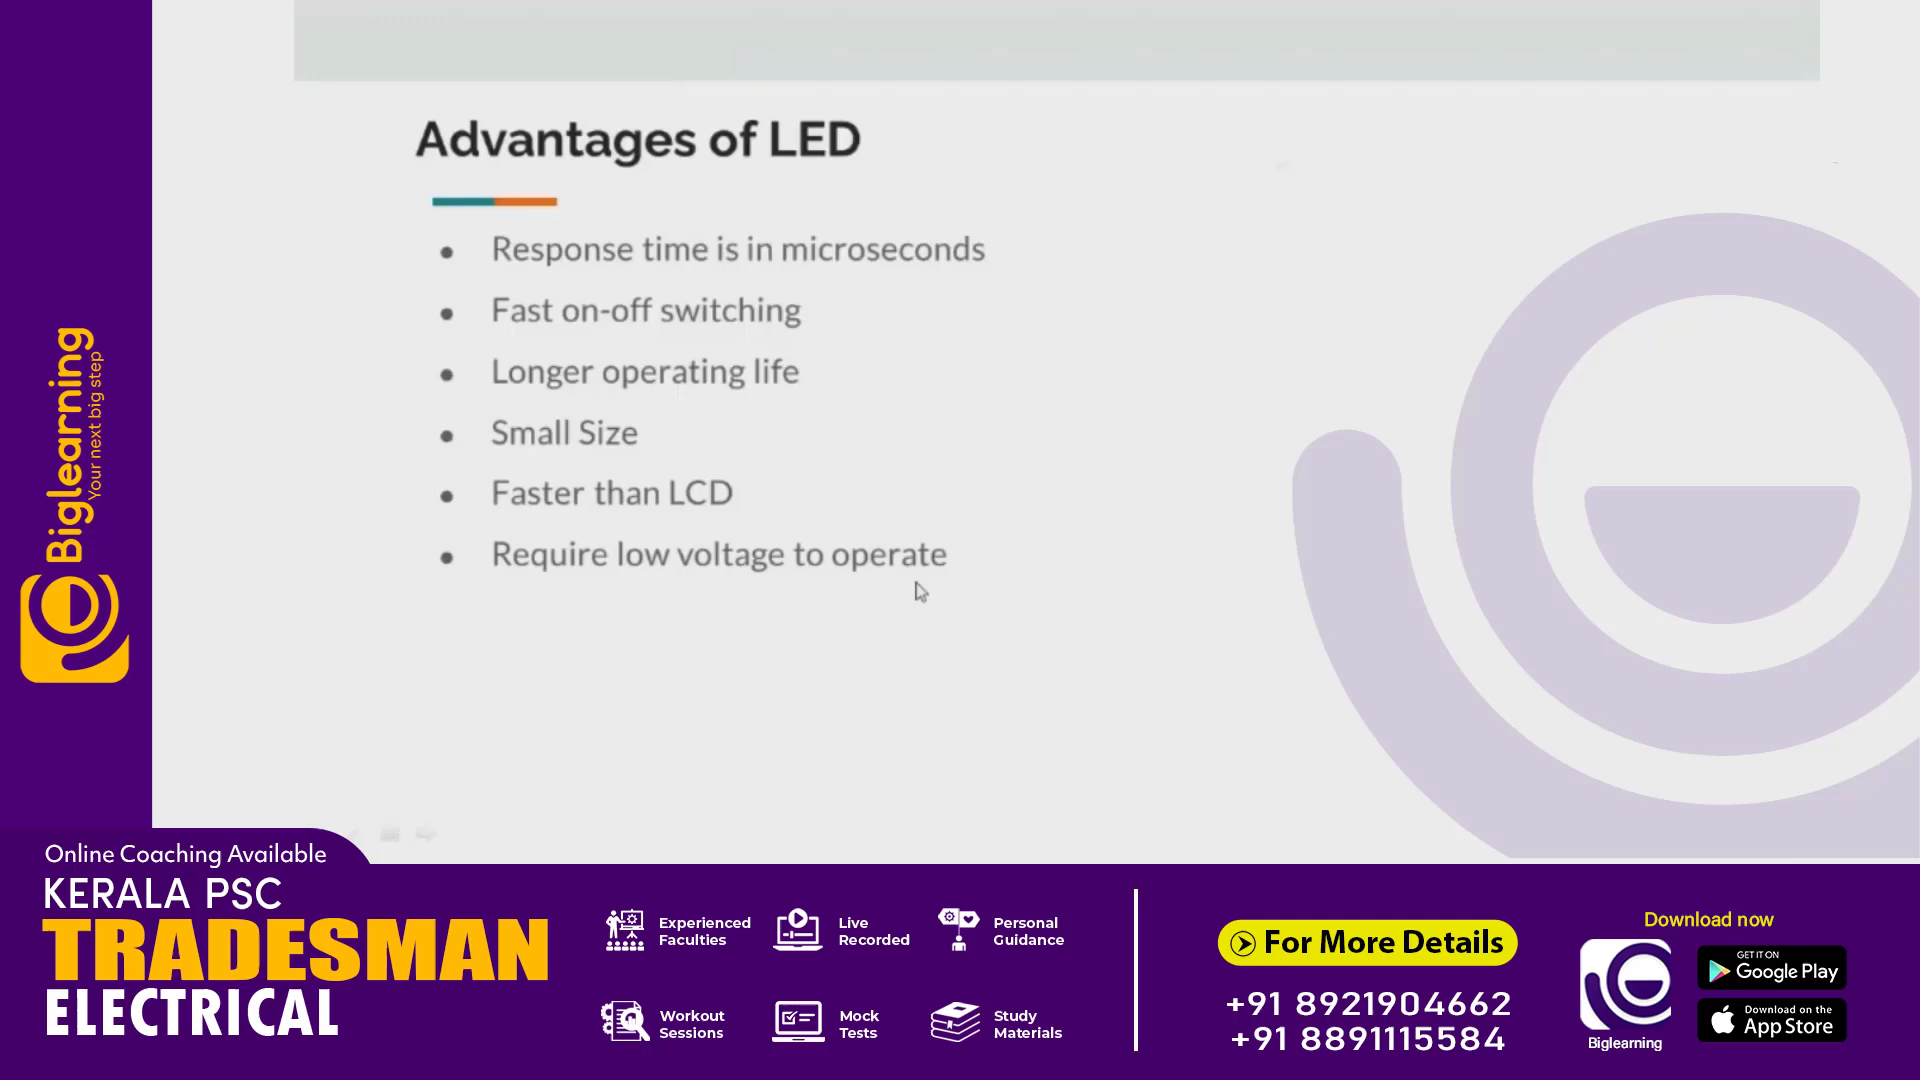 Advantages of LED
Response time is in microseconds
Fast on-off switching
Longer operating life
Small Size
Faster than LCD
Require low voltage to operate
Biglearning
Your next big step
Online Coaching Available
KERALA PSC
TRADESMAN
ELECTRICAL
Experienced
Faculties
Live
Recorded
Personal
Guidance
Workout
Sessions
Mock
Tests
Study
Materials
For More Details
+91 8921904662
+91 8891115584
Download now
Biglearning
GET IT ON
Google Play
Download on the
App Store